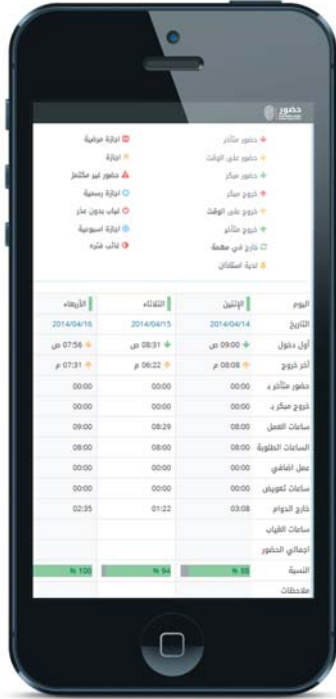 حضور
حضور متأخر
اجازة مرضية
حضور على الوقت
اجازة
حضور مبكر
حضور غير مكتمل
خروج مبكر
إجازة رسمية
خروج على الوقت
غياب بدون عذر
خروج متأخر
اجازة اسبوعية
خارج في مهمة
غائب فتره
لدية استاذان
اليوم الإثنين الثلاثاء الأربعاء
التاريخ 2014/04/14 2014/04/15 2014/04/16
أول دخول 09:00 ص 08:31 ص 07:56 ص
آخر خروج 08:08 م 06:22 م 07:31 م
حضور متأخر بـ 00:00 00:00 00:00
خروج مبكر بـ 00:00 00:00 00:00
ساعات العمل 08:00 08:29 09:00
الساعات الطلوبة 08:00 08:00 08:00
عمل اضافي 00:00 00:00 00:00
ساعات تعويض 00:00 00:00 00:00
خارج الدوام 03:08 01:22 02:35
ساعات الغياب
اجمالي الحضور
النسبة 88 % 94 % 100 %
ملاحظات